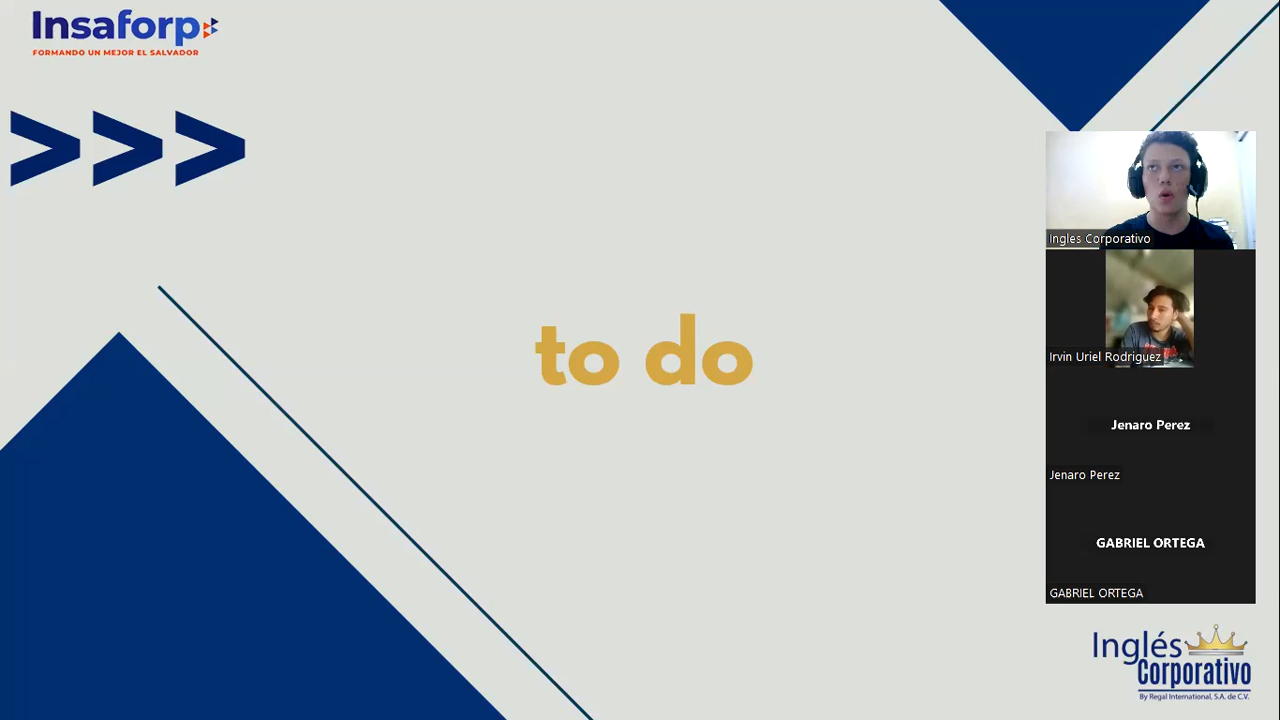 Insaforp
FORMANDO UN MEJOR EL SALVADOR
>>>
to do
Ingles Corporativo
Irvin Uriel Rodriguez
Jenaro Perez
Jenaro Perez
GABRIEL ORTEGA
GABRIEL ORTEGA
Inglés
Corporativo
By Regal International, S.A. de C.V.